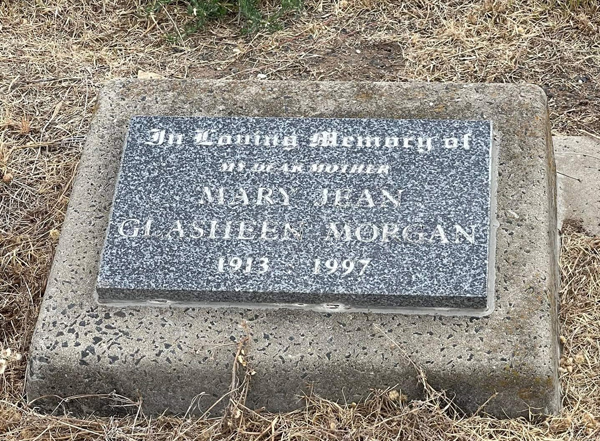 In Loving Memory of
MY DEAR MOTHER
MARY JEAN
GLASHEEN MORGAN
1913 - 1997